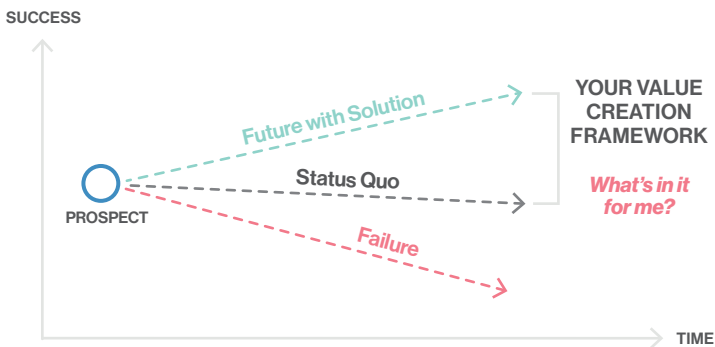 SUCCESS
Future with Solution
YOUR VALUE
CREATION
FRAMEWORK
Status Quo
What's in it
for me?
PROSPECT
Failure
TIME